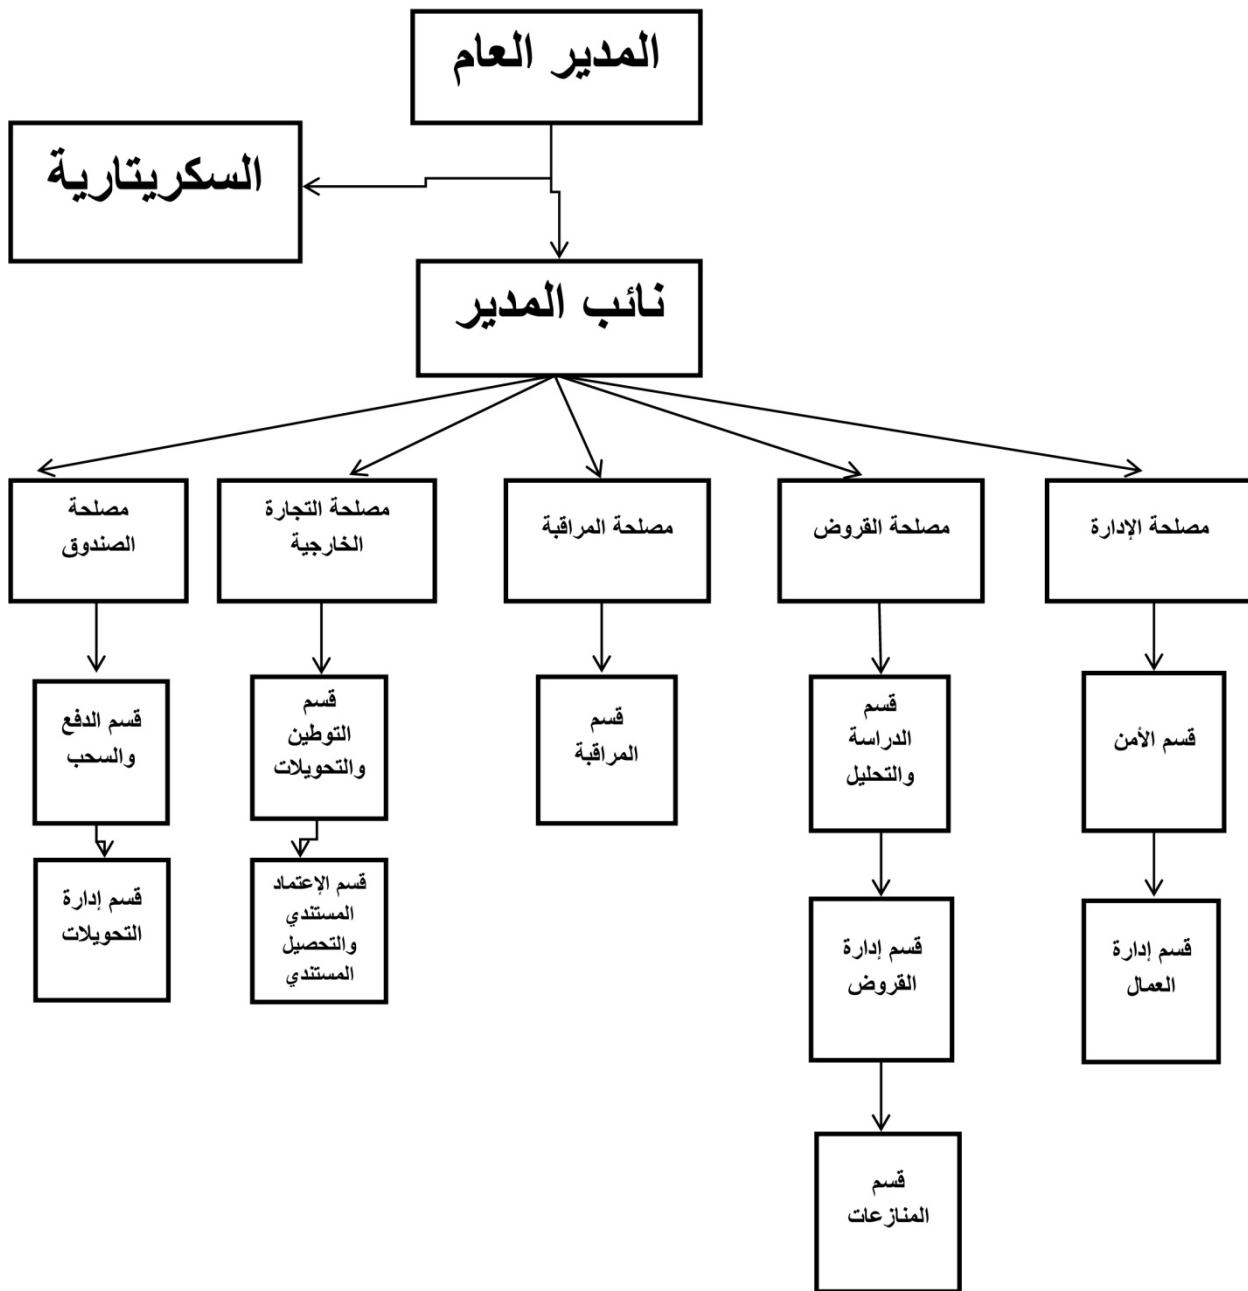 المدير العام
السكريتارية
نائب المدير
مصلحة الإدارة
مصلحة القروض
مصلحة المراقبة
مصلحة التجارة
الخارجية
مصلحة
الصندوق
قسم الأمن
قسم
الدراسة
والتحليل
قسم
المراقبة
قسم
التوطين
والتحويلات
قسم الدفع
والسحب
قسم إدارة
العمال
قسم إدارة
القروض
قسم الإعتماد
المستندي
والتحصيل
المستندي
قسم إدارة
التحويلات
قسم
المنازعات